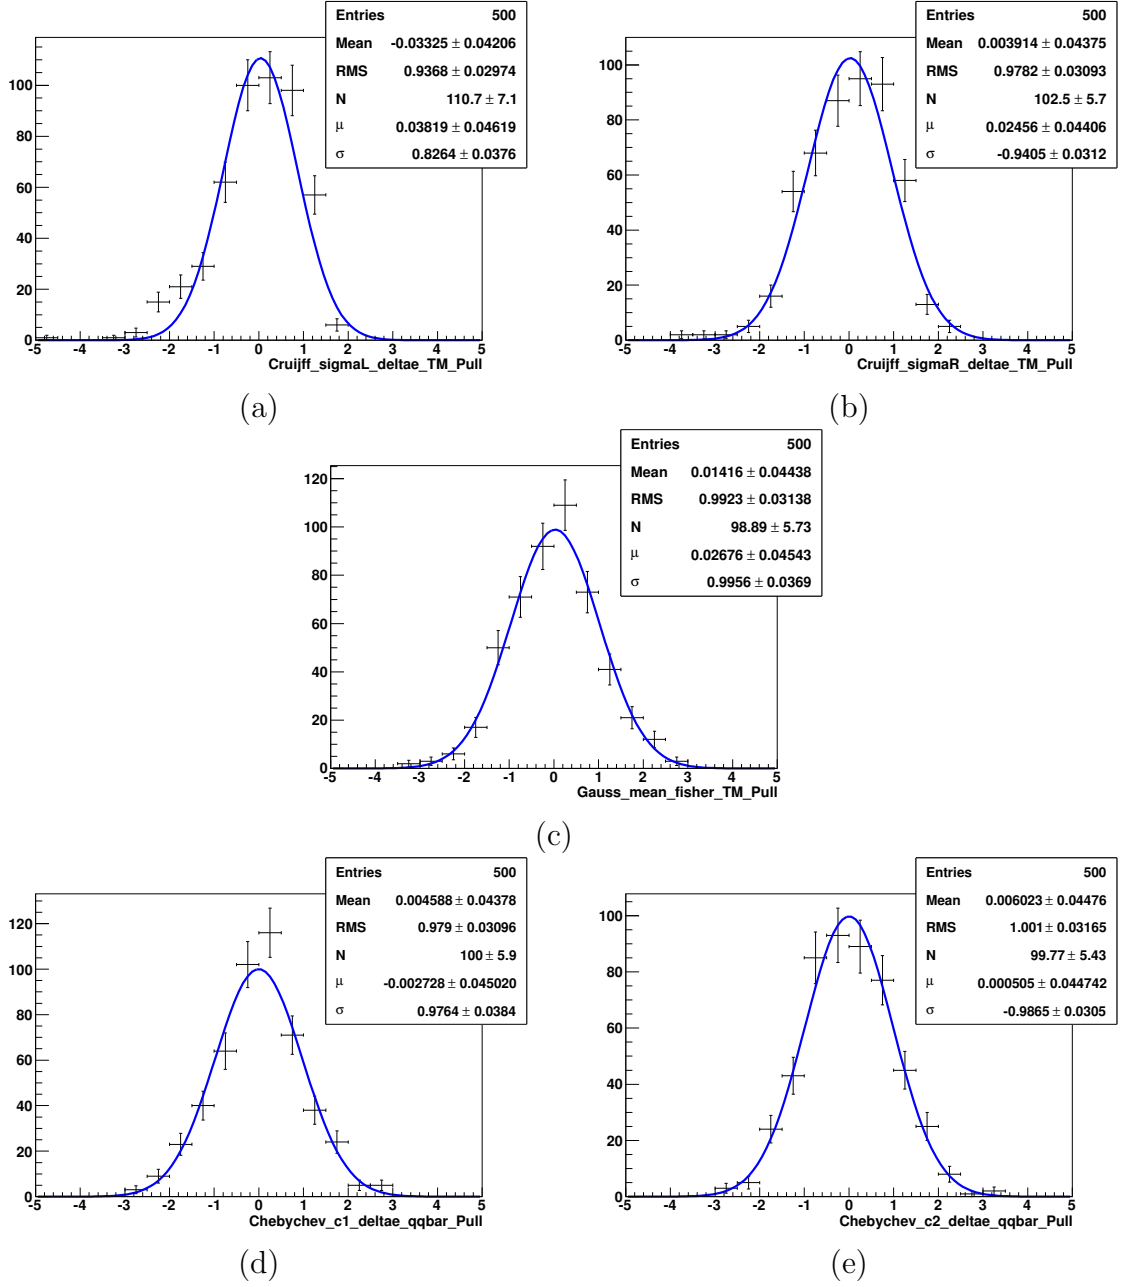 Entries 500
Mean -0.03325 ± 0.04206
RMS 0.9368 ± 0.02974
N 110.7 ± 7.1
μ 0.03819 ± 0.04619
σ 0.8264 ± 0.0376
100
80
60
40
20
0
-5 -4 -3 -2 -1 0 1 2 3 4 5
Cruijff_sigmaL_deltae_TM_Pull
(a)
Entries 500
Mean 0.003914 ± 0.04375
RMS 0.9782 ± 0.03093
N 102.5 ± 5.7
μ 0.02456 ± 0.04406
σ -0.9405 ± 0.0312
100
80
60
40
20
0
-5 -4 -3 -2 -1 0 1 2 3 4 5
Cruijff_sigmaR_deltae_TM_Pull
(b)
Entries 500
Mean 0.01416 ± 0.04438
RMS 0.9923 ± 0.03138
N 98.89 ± 5.73
μ 0.02676 ± 0.04543
σ 0.9956 ± 0.0369
120
100
80
60
40
20
0
-5 -4 -3 -2 -1 0 1 2 3 4 5
Gauss_mean_fisher_TM_Pull
(c)
Entries 500
Mean 0.004588 ± 0.04378
RMS 0.979 ± 0.03096
N 100 ± 5.9
μ -0.002728 ± 0.045020
σ 0.9764 ± 0.0384
120
100
80
60
40
20
0
-5 -4 -3 -2 -1 0 1 2 3 4 5
Chebychev_c1_deltae_qqbar_Pull
(d)
Entries 500
Mean 0.006023 ± 0.04476
RMS 1.001 ± 0.03165
N 99.77 ± 5.43
μ 0.000505 ± 0.044742
σ -0.9865 ± 0.0305
100
80
60
40
20
0
-5 -4 -3 -2 -1 0 1 2 3 4 5
Chebychev_c2_deltae_qqbar_Pull
(e)